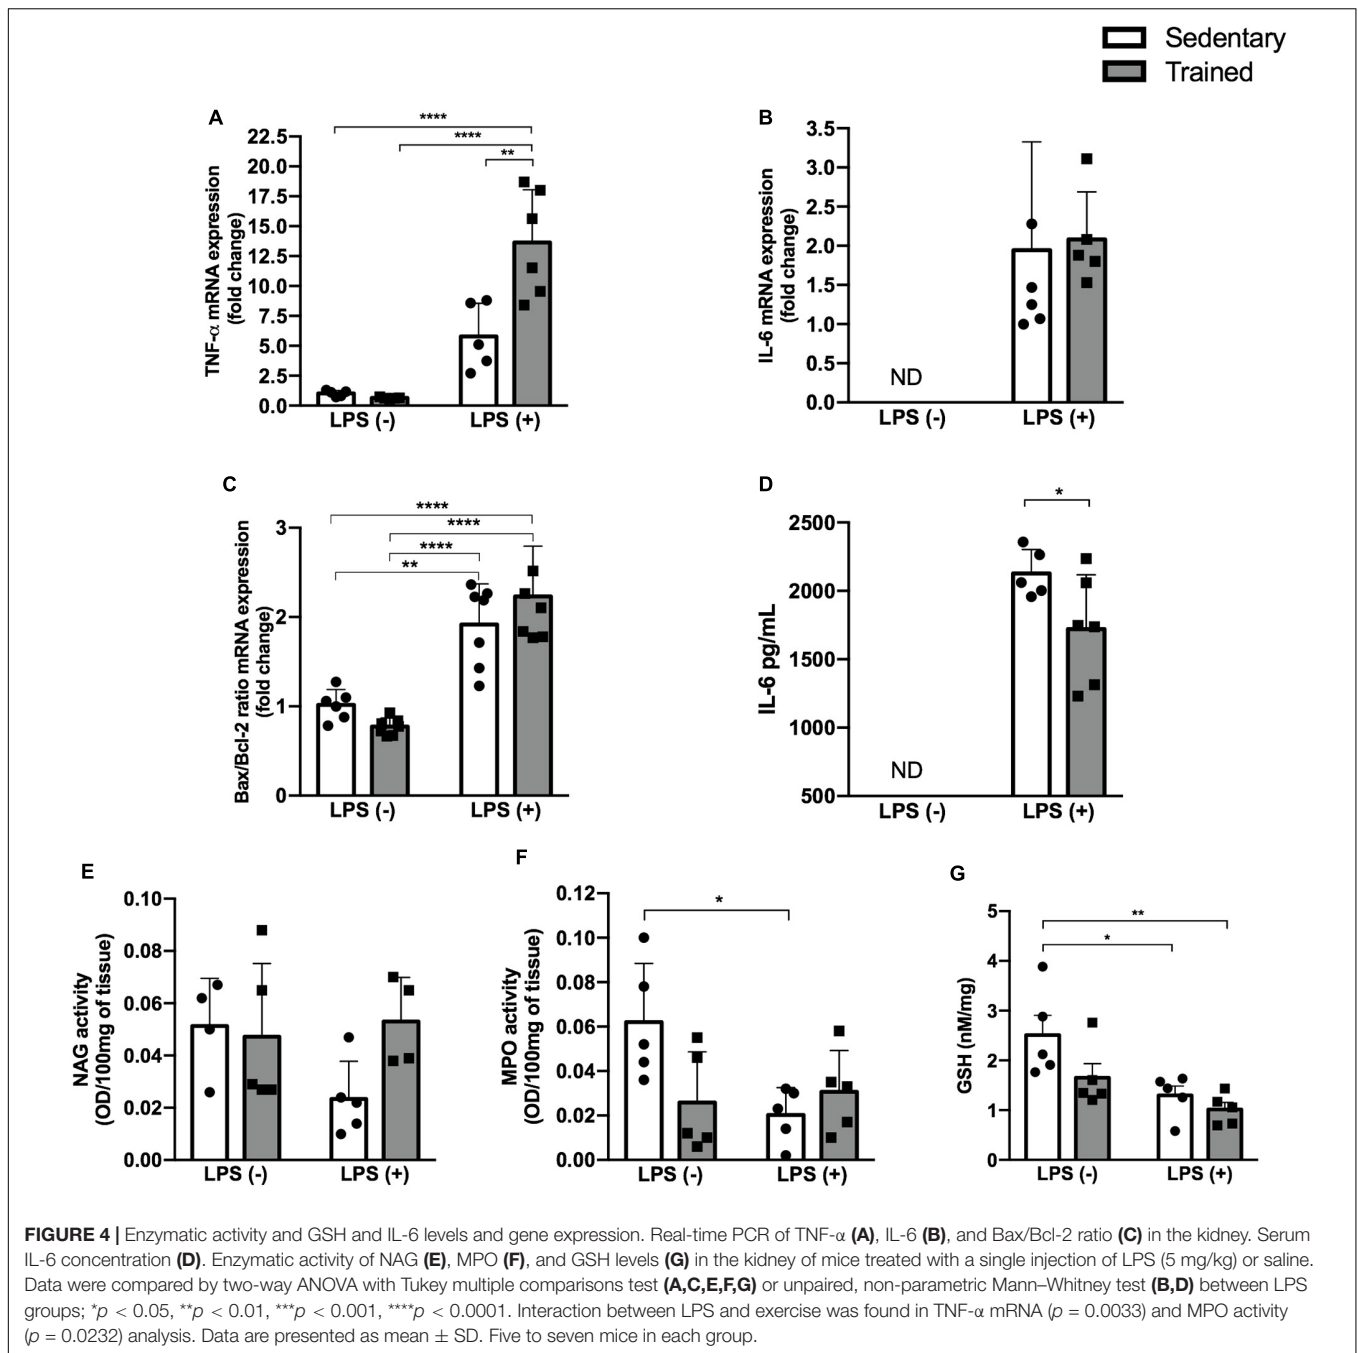 Sedentary
Trained
A
****
****
**
22.5
20.0
17.5
15.0
12.5
10.0
7.5
5.0
2.5
0.0
TNF-α mRNA expression
(fold change)
LPS (-)
LPS (+)
B
3.5
3.0
2.5
2.0
1.5
1.0
0.5
0.0
IL-6 mRNA expression
(fold change)
ND
LPS (-)
LPS (+)
C
****
****
****
**
3
2
1
0
Bax/Bcl-2 ratio mRNA expression
(fold change)
LPS (-)
LPS (+)
D
*
2500
2000
1500
1000
500
IL-6 pg/mL
ND
LPS (-)
LPS (+)
E
0.10
0.08
0.06
0.04
0.02
0.00
NAG activity
(OD/100mg of tissue)
LPS (-)
LPS (+)
F
*
0.12
0.10
0.08
0.06
0.04
0.02
0.00
MPO activity
(OD/100mg of tissue)
LPS (-)
LPS (+)
G
**
*
5
4
3
2
1
0
GSH (nM/mg)
LPS (-)
LPS (+)
FIGURE 4 | Enzymatic activity and GSH and IL-6 levels and gene expression. Real-time PCR of TNF-α (A), IL-6 (B), and Bax/Bcl-2 ratio (C) in the kidney. Serum
IL-6 concentration (D). Enzymatic activity of NAG (E), MPO (F), and GSH levels (G) in the kidney of mice treated with a single injection of LPS (5 mg/kg) or saline.
Data were compared by two-way ANOVA with Tukey multiple comparisons test (A,C,E,F,G) or unpaired, non-parametric Mann–Whitney test (B,D) between LPS
groups; *p < 0.05, **p < 0.01, ***p < 0.001, ****p < 0.0001. Interaction between LPS and exercise was found in TNF-α mRNA (p = 0.0033) and MPO activity
(p = 0.0232) analysis. Data are presented as mean ± SD. Five to seven mice in each group.